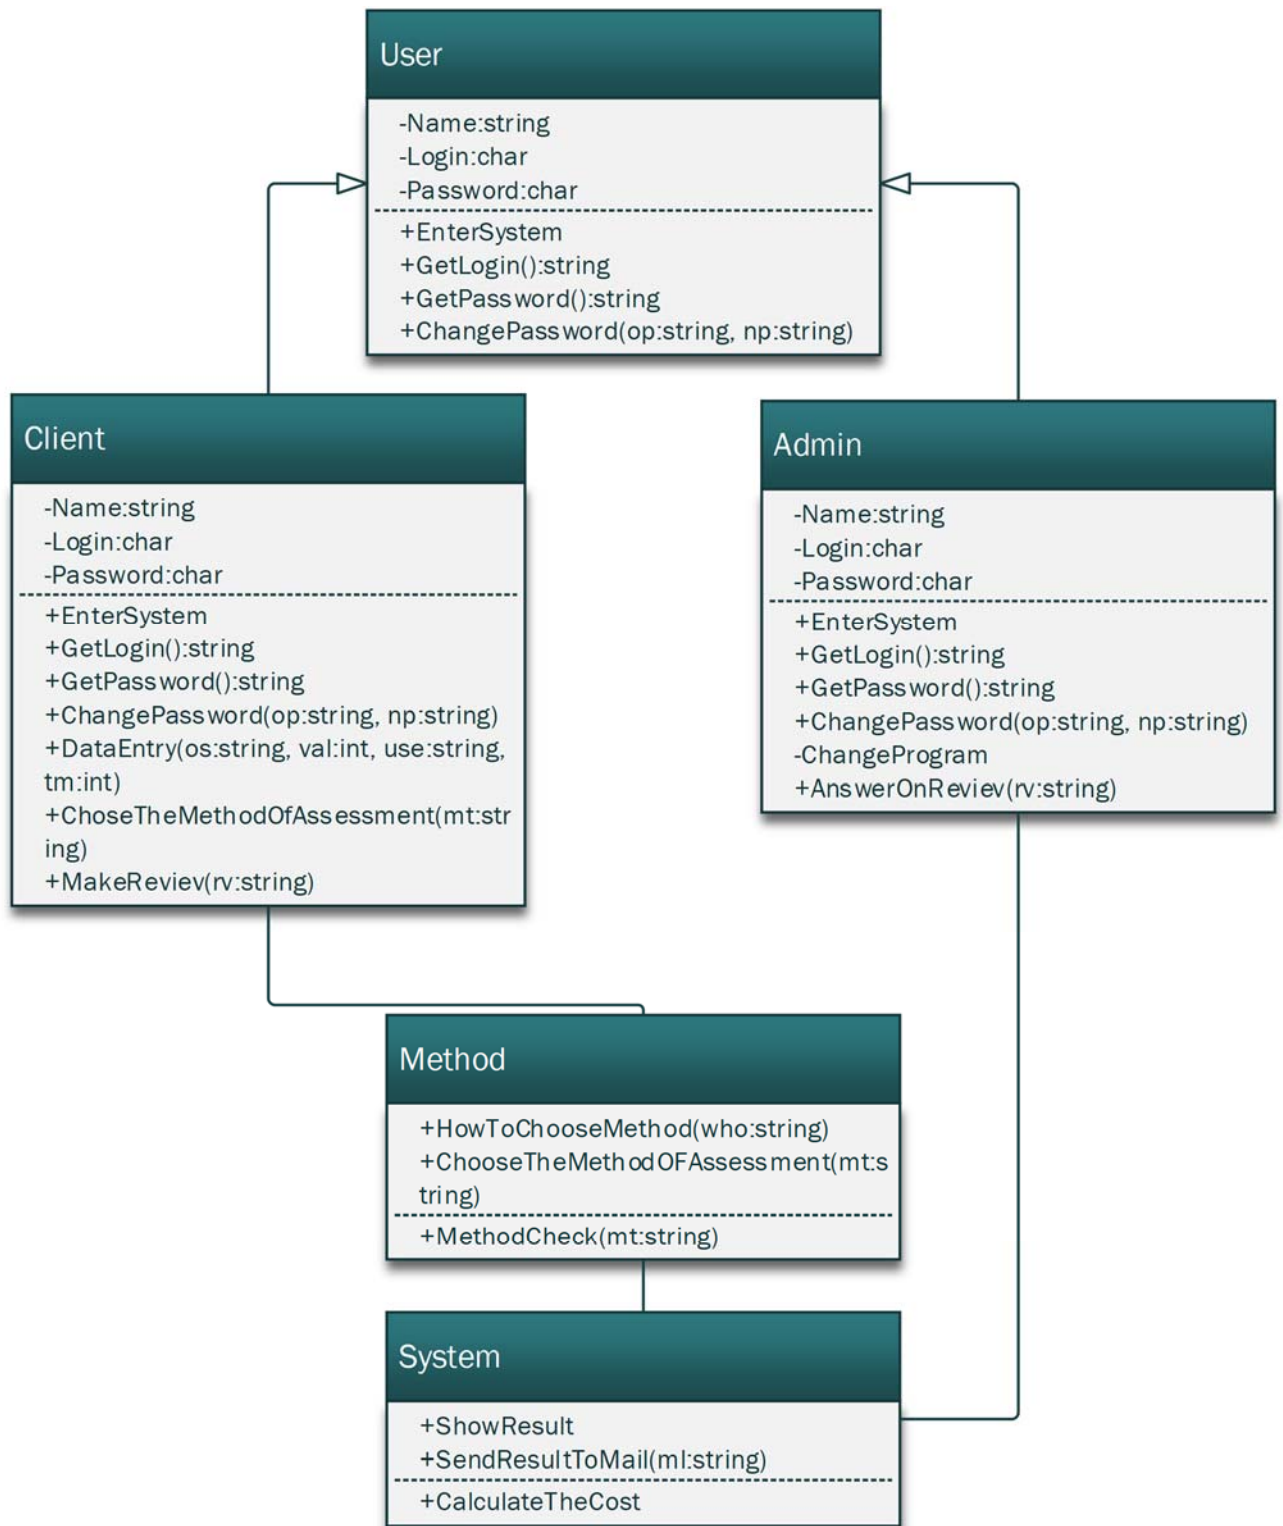 User
-Name:string
-Login:char
-Password:char
+EnterSystem
+GetLogin():string
+GetPassword():string
+ChangePassword(op:string, np:string)
Client
-Name:string
-Login:char
-Password:char
+EnterSystem
+GetLogin():string
+GetPassword():string
+ChangePassword(op:string, np:string)
+DataEntry(os:string, val:int, use:string,
tm:int)
+ChoseTheMethodOfAssessment(mt:str
ing)
+MakeReviev(rv:string)
Admin
-Name:string
-Login:char
-Password:char
+EnterSystem
+GetLogin():string
+GetPassword():string
+ChangePassword(op:string, np:string)
-ChangeProgram
+AnswerOnReviev(rv:string)
Method
+HowToChooseMethod(who:string)
+ChooseTheMethodOFAssessment(mt:s
tring)
+MethodCheck(mt:string)
System
+ShowResult
+SendResultToMail(ml:string)
+CalculateTheCost